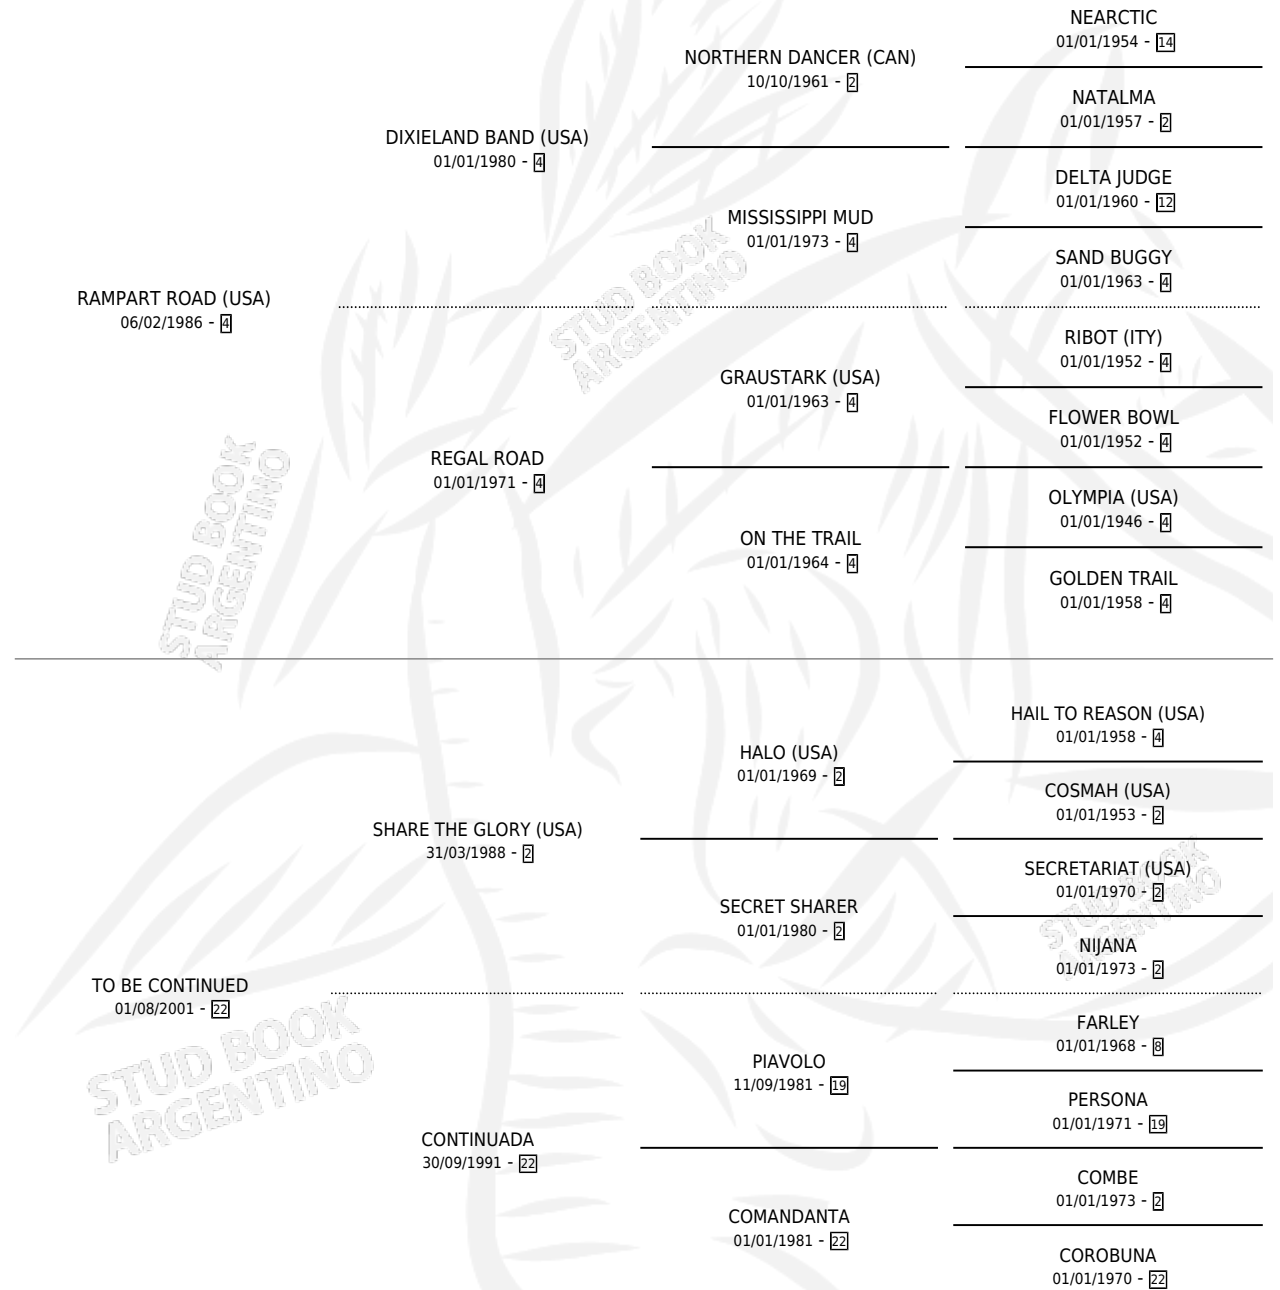 NEARCTIC
01/01/1954 - 14
NORTHERN DANCER (CAN)
10/10/1961 - 2
NATALMA
01/01/1957 - 2
DIXIELAND BAND (USA)
01/01/1980 - 4
DELTA JUDGE
01/01/1960 - 12
MISSISSIPPI MUD
01/01/1973 - 4
SAND BUGGY
01/01/1963 - 4
RAMPART ROAD (USA)
06/02/1986 - 4
STUD BOOK
ARGENTINO
RIBOT (ITY)
01/01/1952 - 4
GRAUSTARK (USA)
01/01/1963 - 4
FLOWER BOWL
01/01/1952 - 4
REGAL ROAD
01/01/1971 - 4
OLYMPIA (USA)
01/01/1946 - 4
ON THE TRAIL
01/01/1964 - 4
GOLDEN TRAIL
01/01/1958 - 4
STUD BOOK
ARGENTINO
HAIL TO REASON (USA)
01/01/1958 - 4
HALO (USA)
01/01/1969 - 2
COSMAH (USA)
01/01/1953 - 2
SHARE THE GLORY (USA)
31/03/1988 - 2
SECRETARIAT (USA)
01/01/1970 - 2
SECRET SHARER
01/01/1980 - 2
NIJANA
01/01/1973 - 2
STUD BOOK
ARGENTINO
TO BE CONTINUED
01/08/2001 - 22
STUD BOOK
ARGENTINO
FARLEY
01/01/1968 - 8
PIAVOLO
11/09/1981 - 19
PERSONA
01/01/1971 - 19
CONTINUADA
30/09/1991 - 22
COMBE
01/01/1973 - 2
COMANDANTA
01/01/1981 - 22
COROBUNA
01/01/1970 - 22